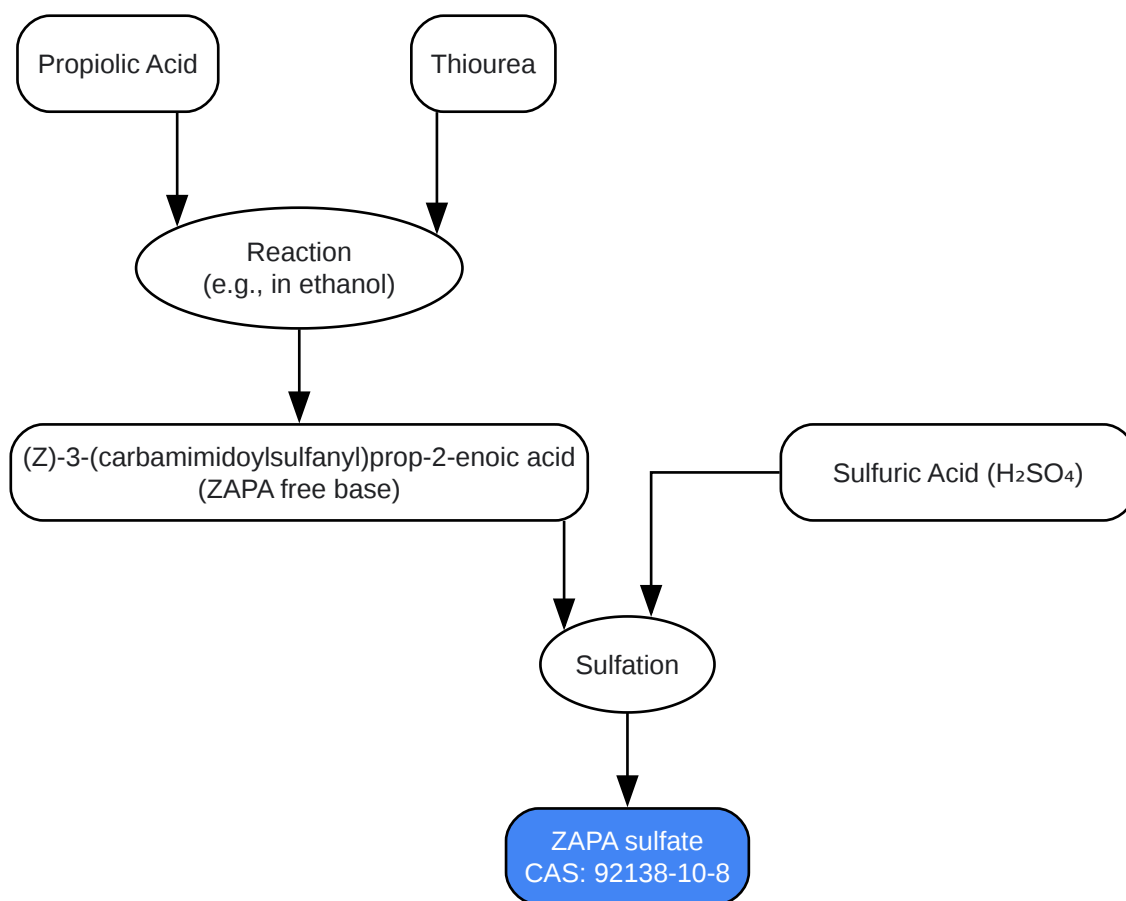 Propiolic Acid
Thiourea
Reaction
(e.g., in ethanol)
(Z)-3-(carbamimidoylsulfanyl)prop-2-enoic acid
(ZAPA free base)
Sulfuric Acid (H₂SO₄)
Sulfation
ZAPA sulfate
CAS: 92138-10-8